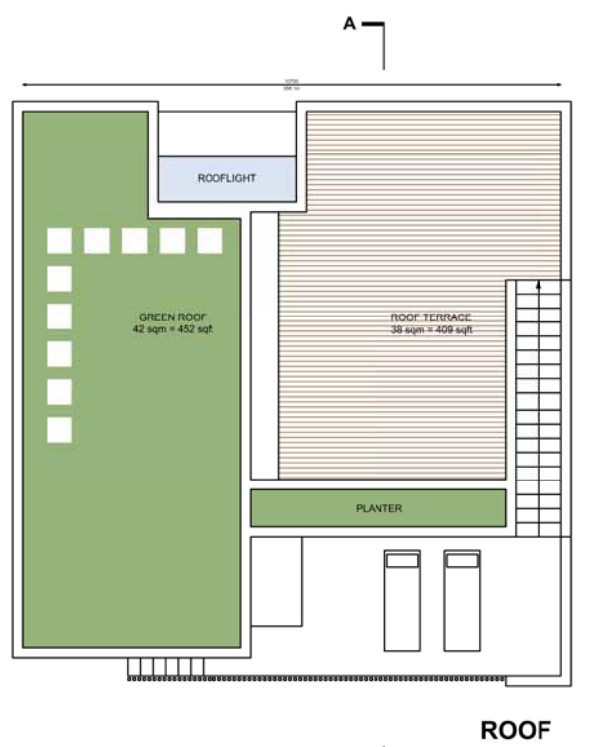 A
ROOFLIGHT
GREEN ROOF
42 sqm = 452 sqft
ROOF TERRACE
38 sqm = 409 sqft
PLANTER
ROOF